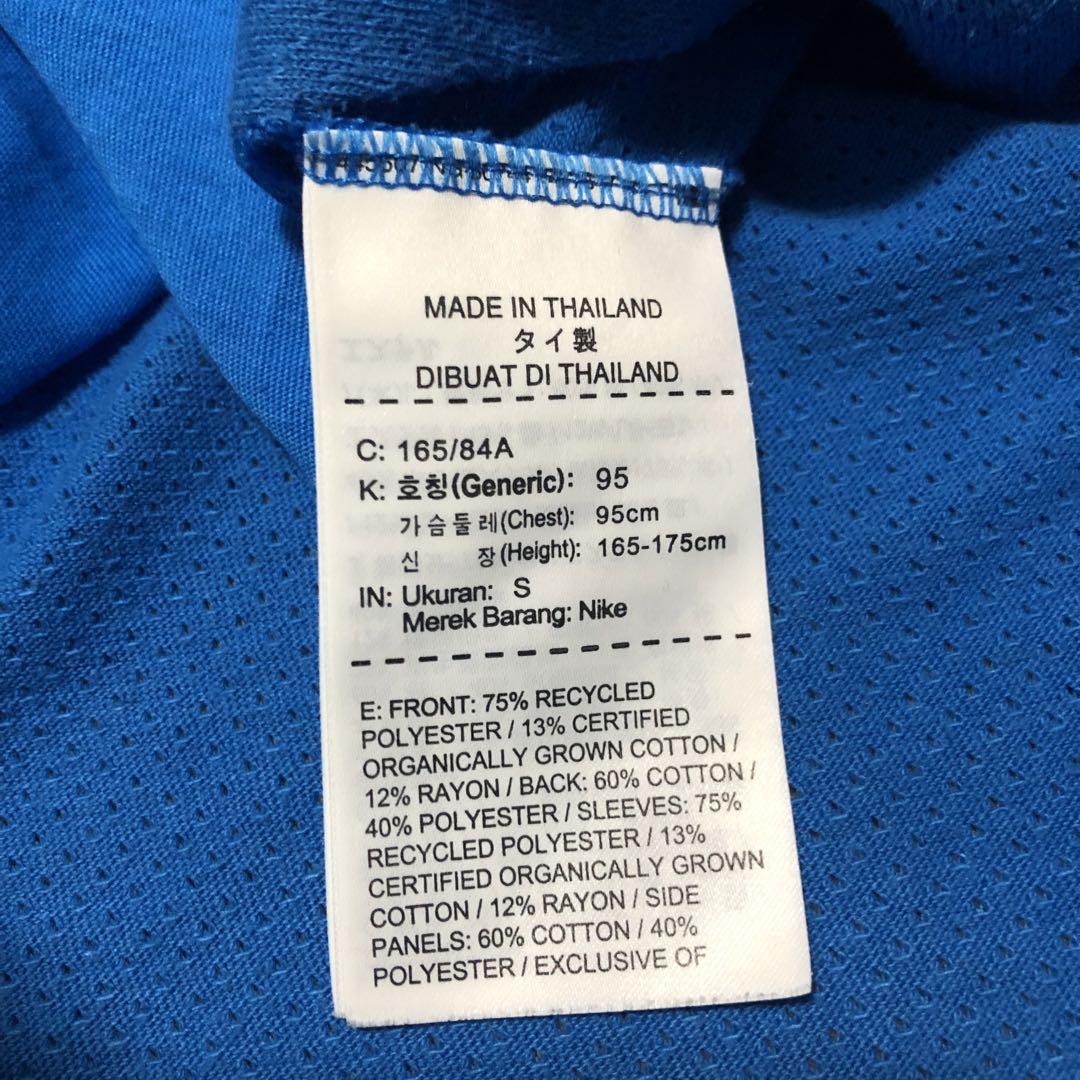 MADE IN THAILAND
タイ製
DIBUAT DI THAILAND
C: 165/84A
K: 호칭(Generic): 95
가슴둘레(Chest): 95cm
신 장(Height): 165-175cm
IN: Ukuran: S
Merek Barang: Nike
E: FRONT: 75% RECYCLED
POLYESTER / 13% CERTIFIED
ORGANICALLY GROWN COTTON /
12% RAYON / BACK: 60% COTTON /
40% POLYESTER / SLEEVES: 75%
RECYCLED POLYESTER / 13%
CERTIFIED ORGANICALLY GROWN
COTTON / 12% RAYON / SIDE
PANELS: 60% COTTON / 40%
POLYESTER / EXCLUSIVE OF